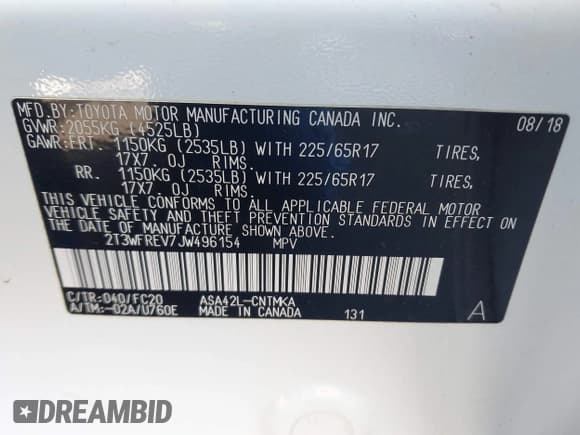 MFD.BY:TOYOTA MOTOR MANUFACTURING CANADA INC. 08/18
GVWR:2055KG (4525LB)
GAWR:FRT. 1150KG (2535LB) WITH 225/65R17 TIRES,
17X7.0J RIMS.
RR. 1150KG (2535LB) WITH 225/65R17 TIRES,
17X7.0J RIMS.
THIS VEHICLE CONFORMS TO ALL APPLICABLE FEDERAL MOTOR
VEHICLE SAFETY AND THEFT PREVENTION STANDARDS IN EFFECT ON
THE DATE OF MANUFACTURE SHOWN ABOVE.
2T3WFREV7JW496154 MPV
C/TR:040/FC20 ASA42L-CNTMKA A
A/TM:-02A/U760E MADE IN CANADA 131
DREAMBID